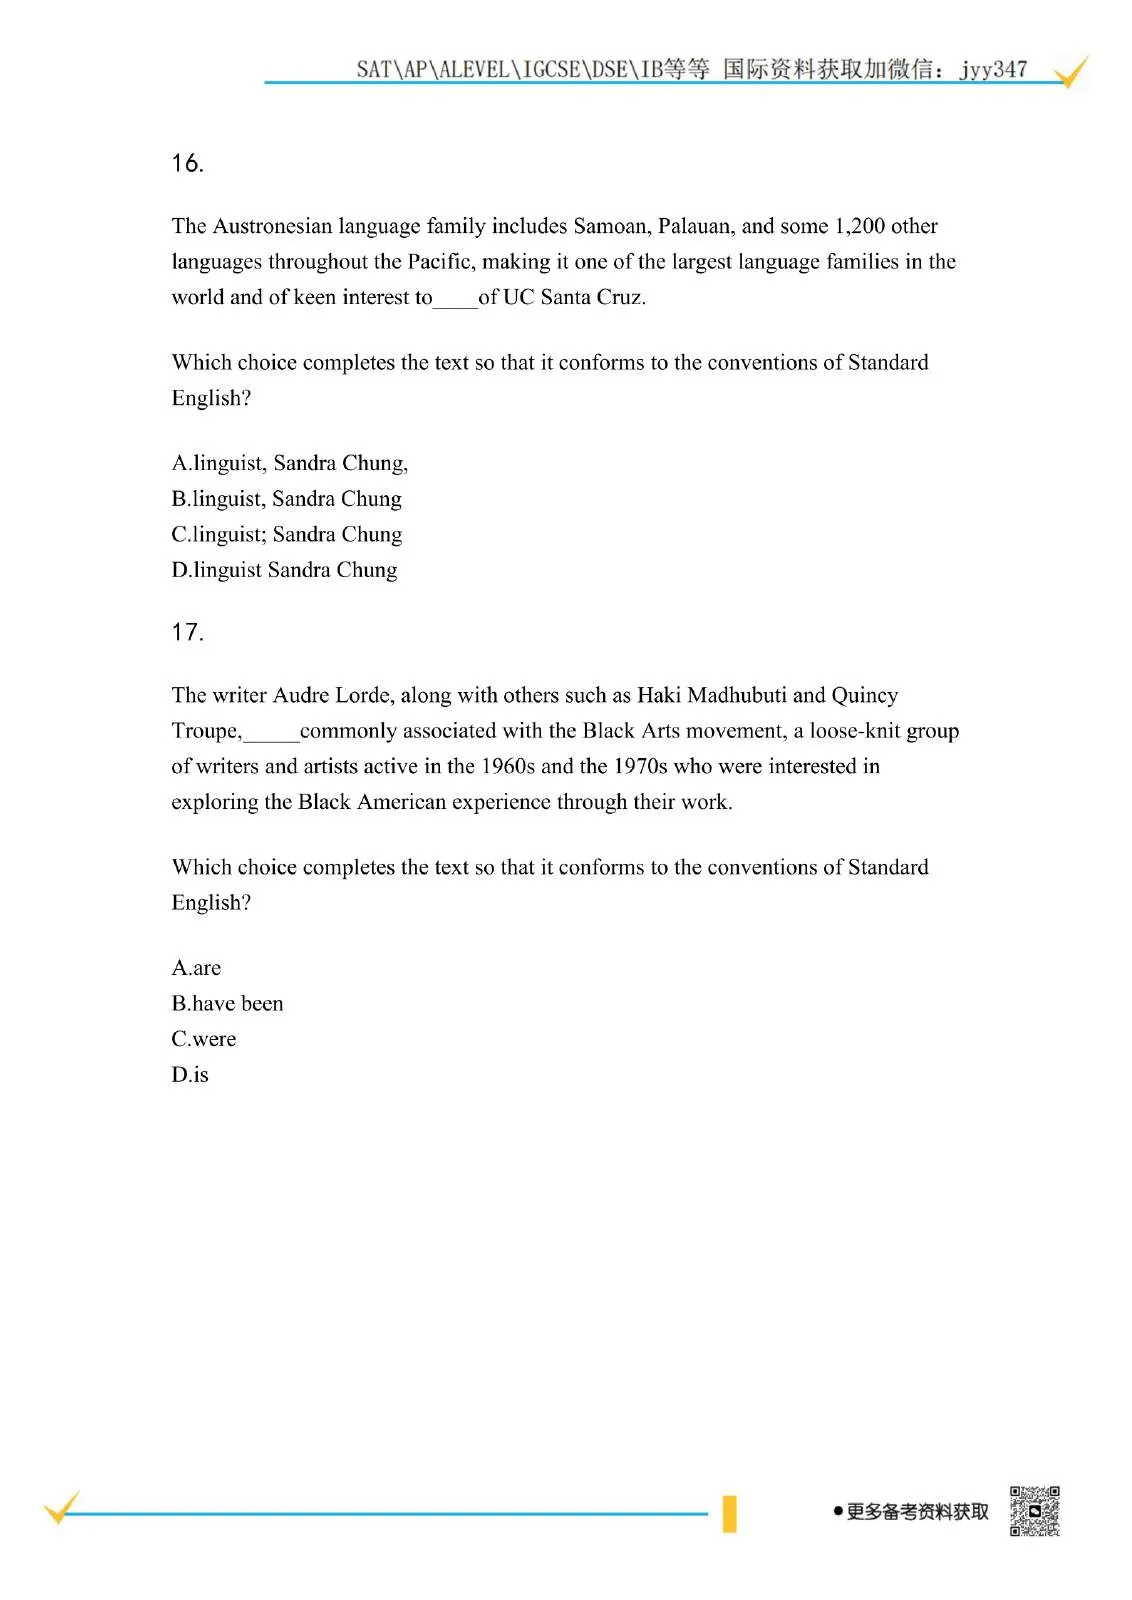 SAT\AP\ALEVEL\IGCSE\DSE\IB等等 国际资料获取加微信：jyy347
16.
The Austronesian language family includes Samoan, Palauan, and some 1,200 other
languages throughout the Pacific, making it one of the largest language families in the
world and of keen interest to____of UC Santa Cruz.
Which choice completes the text so that it conforms to the conventions of Standard
English?
A.linguist, Sandra Chung,
B.linguist, Sandra Chung
C.linguist; Sandra Chung
D.linguist Sandra Chung
17.
The writer Audre Lorde, along with others such as Haki Madhubuti and Quincy
Troupe,_____commonly associated with the Black Arts movement, a loose-knit group
of writers and artists active in the 1960s and the 1970s who were interested in
exploring the Black American experience through their work.
Which choice completes the text so that it conforms to the conventions of Standard
English?
A.are
B.have been
C.were
D.is
●更多备考资料获取